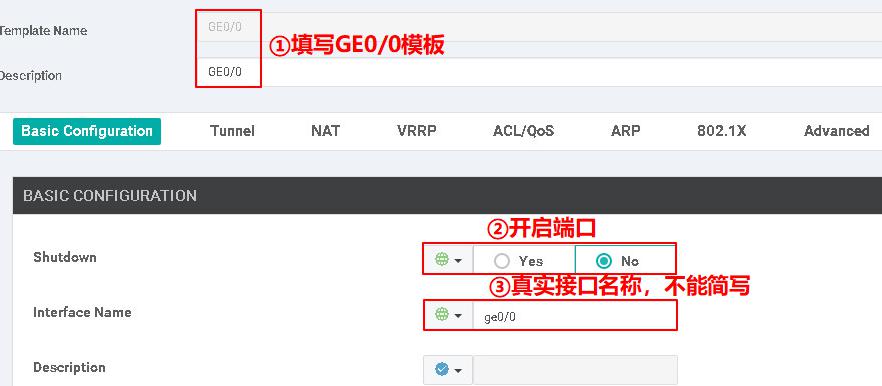 Template Name
GE0/0
①填写GE0/0模板
Description
GE0/0
Basic Configuration
Tunnel
NAT
VRRP
ACL/QoS
ARP
802.1X
Advanced
BASIC CONFIGURATION
②开启端口
Shutdown
Yes
No
③真实接口名称，不能简写
Interface Name
ge0/0
Description